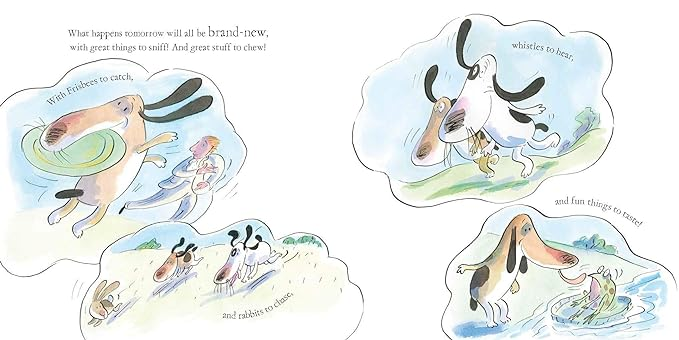 What happens tomorrow will all be brand-new,
with great things to sniff! And great stuff to chew!
With Frisbees to catch,
and rabbits to chase,
whistles to hear,
and fun things to taste!